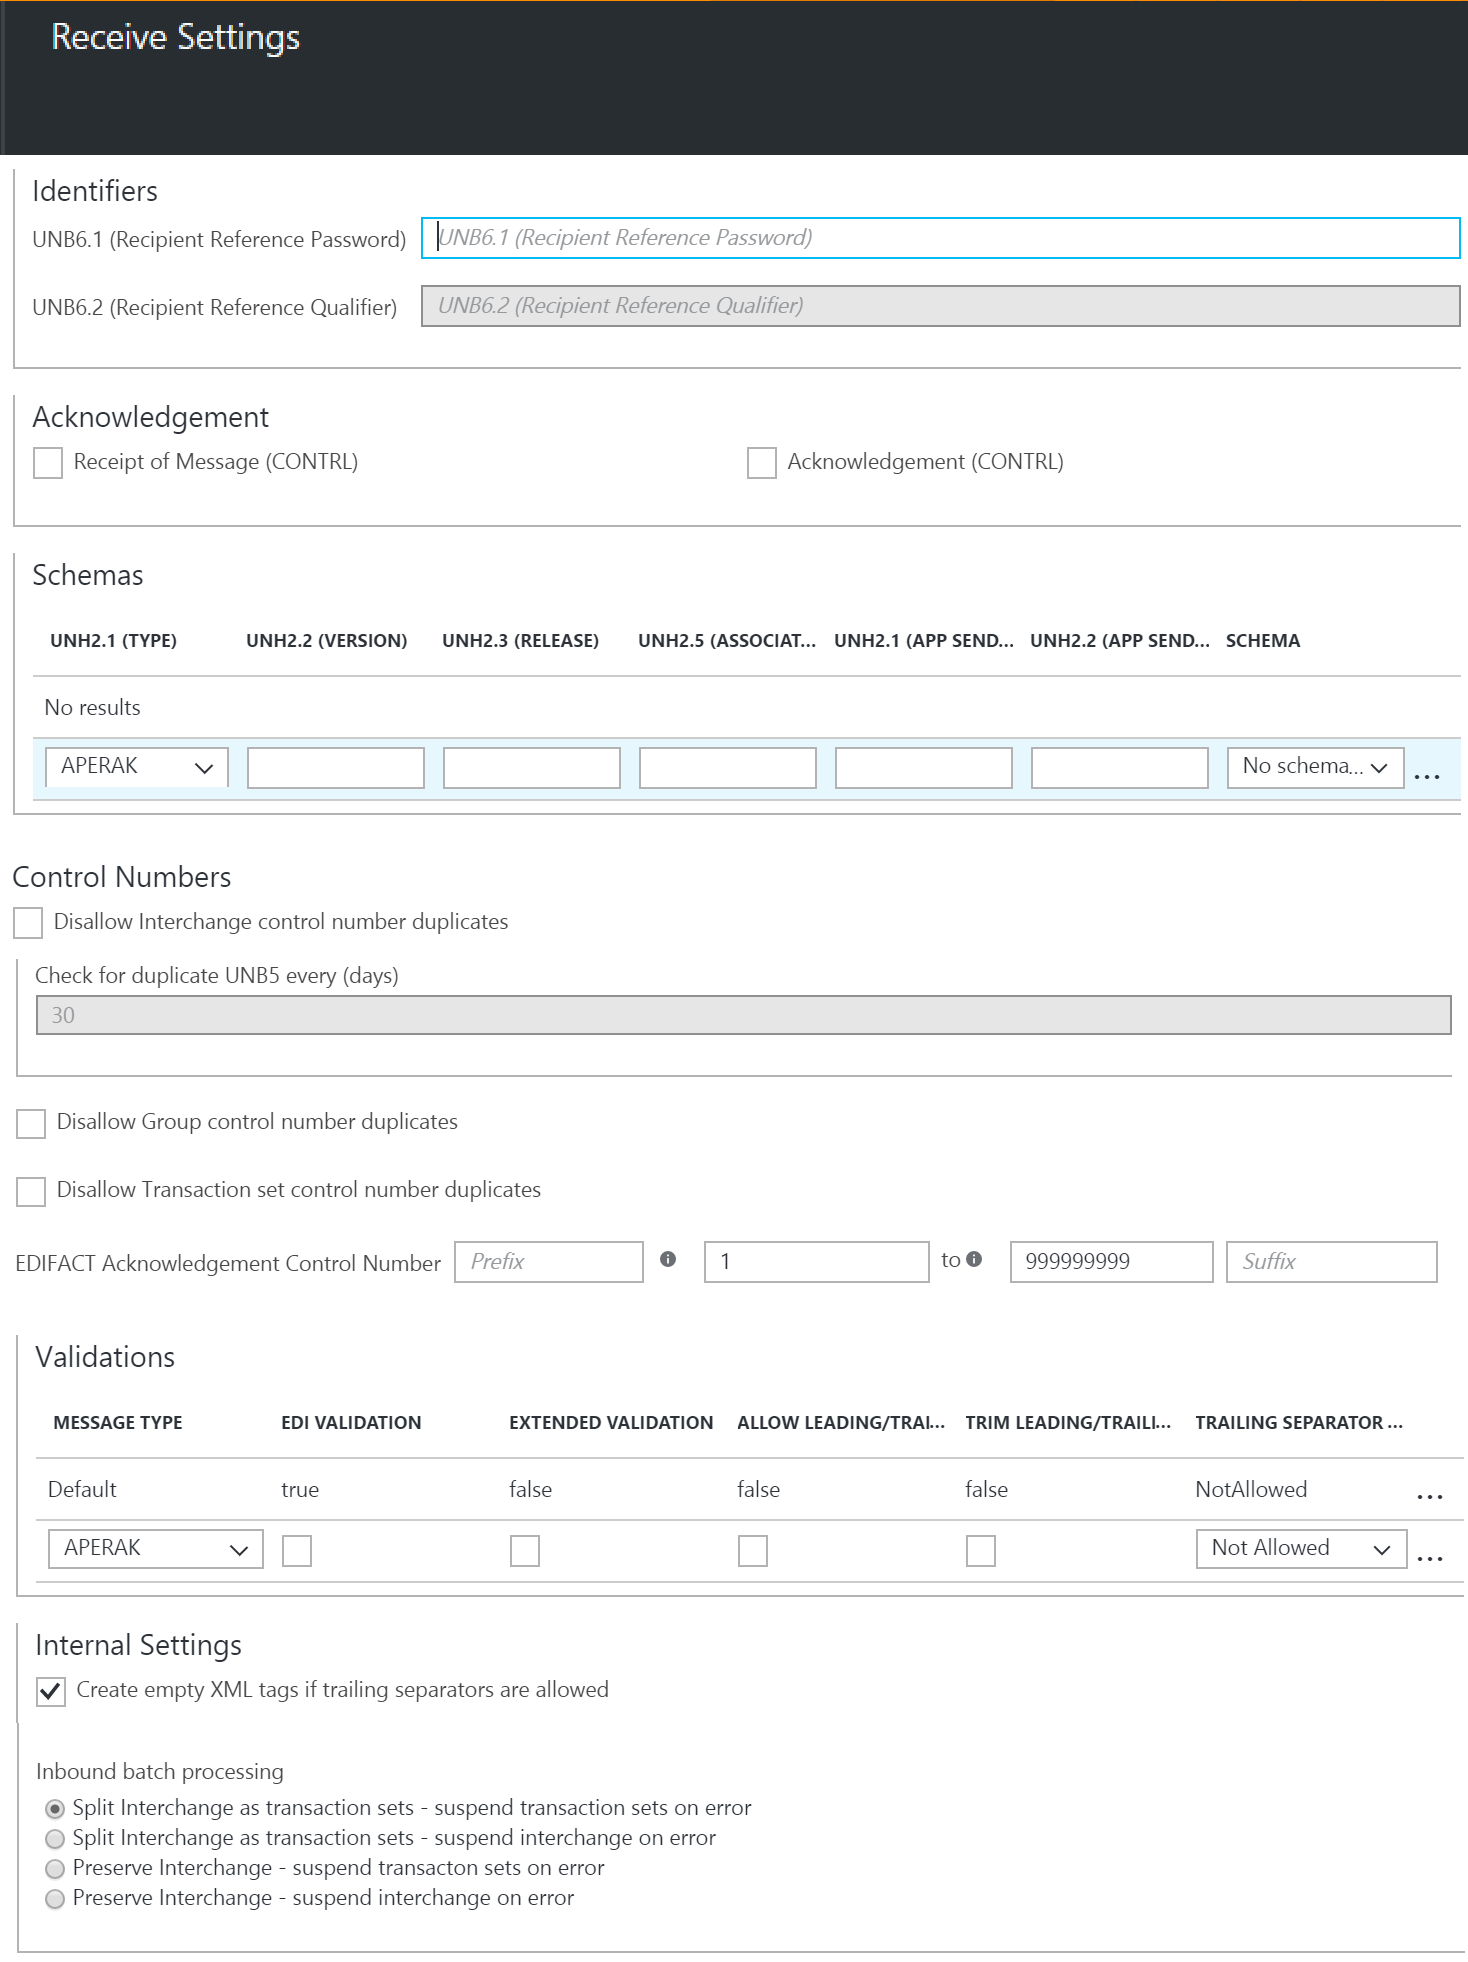 Receive Settings
Identifiers
UNB6.1 (Recipient Reference Password) UNB6.1 (Recipient Reference Password)
UNB6.2 (Recipient Reference Qualifier) UNB6.2 (Recipient Reference Qualifier)
Acknowledgement
Receipt of Message (CONTRL) Acknowledgement (CONTRL)
Schemas
UNH2.1 (TYPE) UNH2.2 (VERSION) UNH2.3 (RELEASE) UNH2.5 (ASSOCIAT... UNH2.1 (APP SEND... UNH2.2 (APP SEND... SCHEMA
No results
APERAK No schema... ...
Control Numbers
Disallow Interchange control number duplicates
Check for duplicate UNB5 every (days)
30
Disallow Group control number duplicates
Disallow Transaction set control number duplicates
EDIFACT Acknowledgement Control Number Prefix 1 to 999999999 Suffix
Validations
MESSAGE TYPE EDI VALIDATION EXTENDED VALIDATION ALLOW LEADING/TRAI... TRIM LEADING/TRAILI... TRAILING SEPARATOR ...
Default true false false false NotAllowed ...
APERAK Not Allowed ...
Internal Settings
Create empty XML tags if trailing separators are allowed
Inbound batch processing
Split Interchange as transaction sets - suspend transaction sets on error
Split Interchange as transaction sets - suspend interchange on error
Preserve Interchange - suspend transacton sets on error
Preserve Interchange - suspend interchange on error